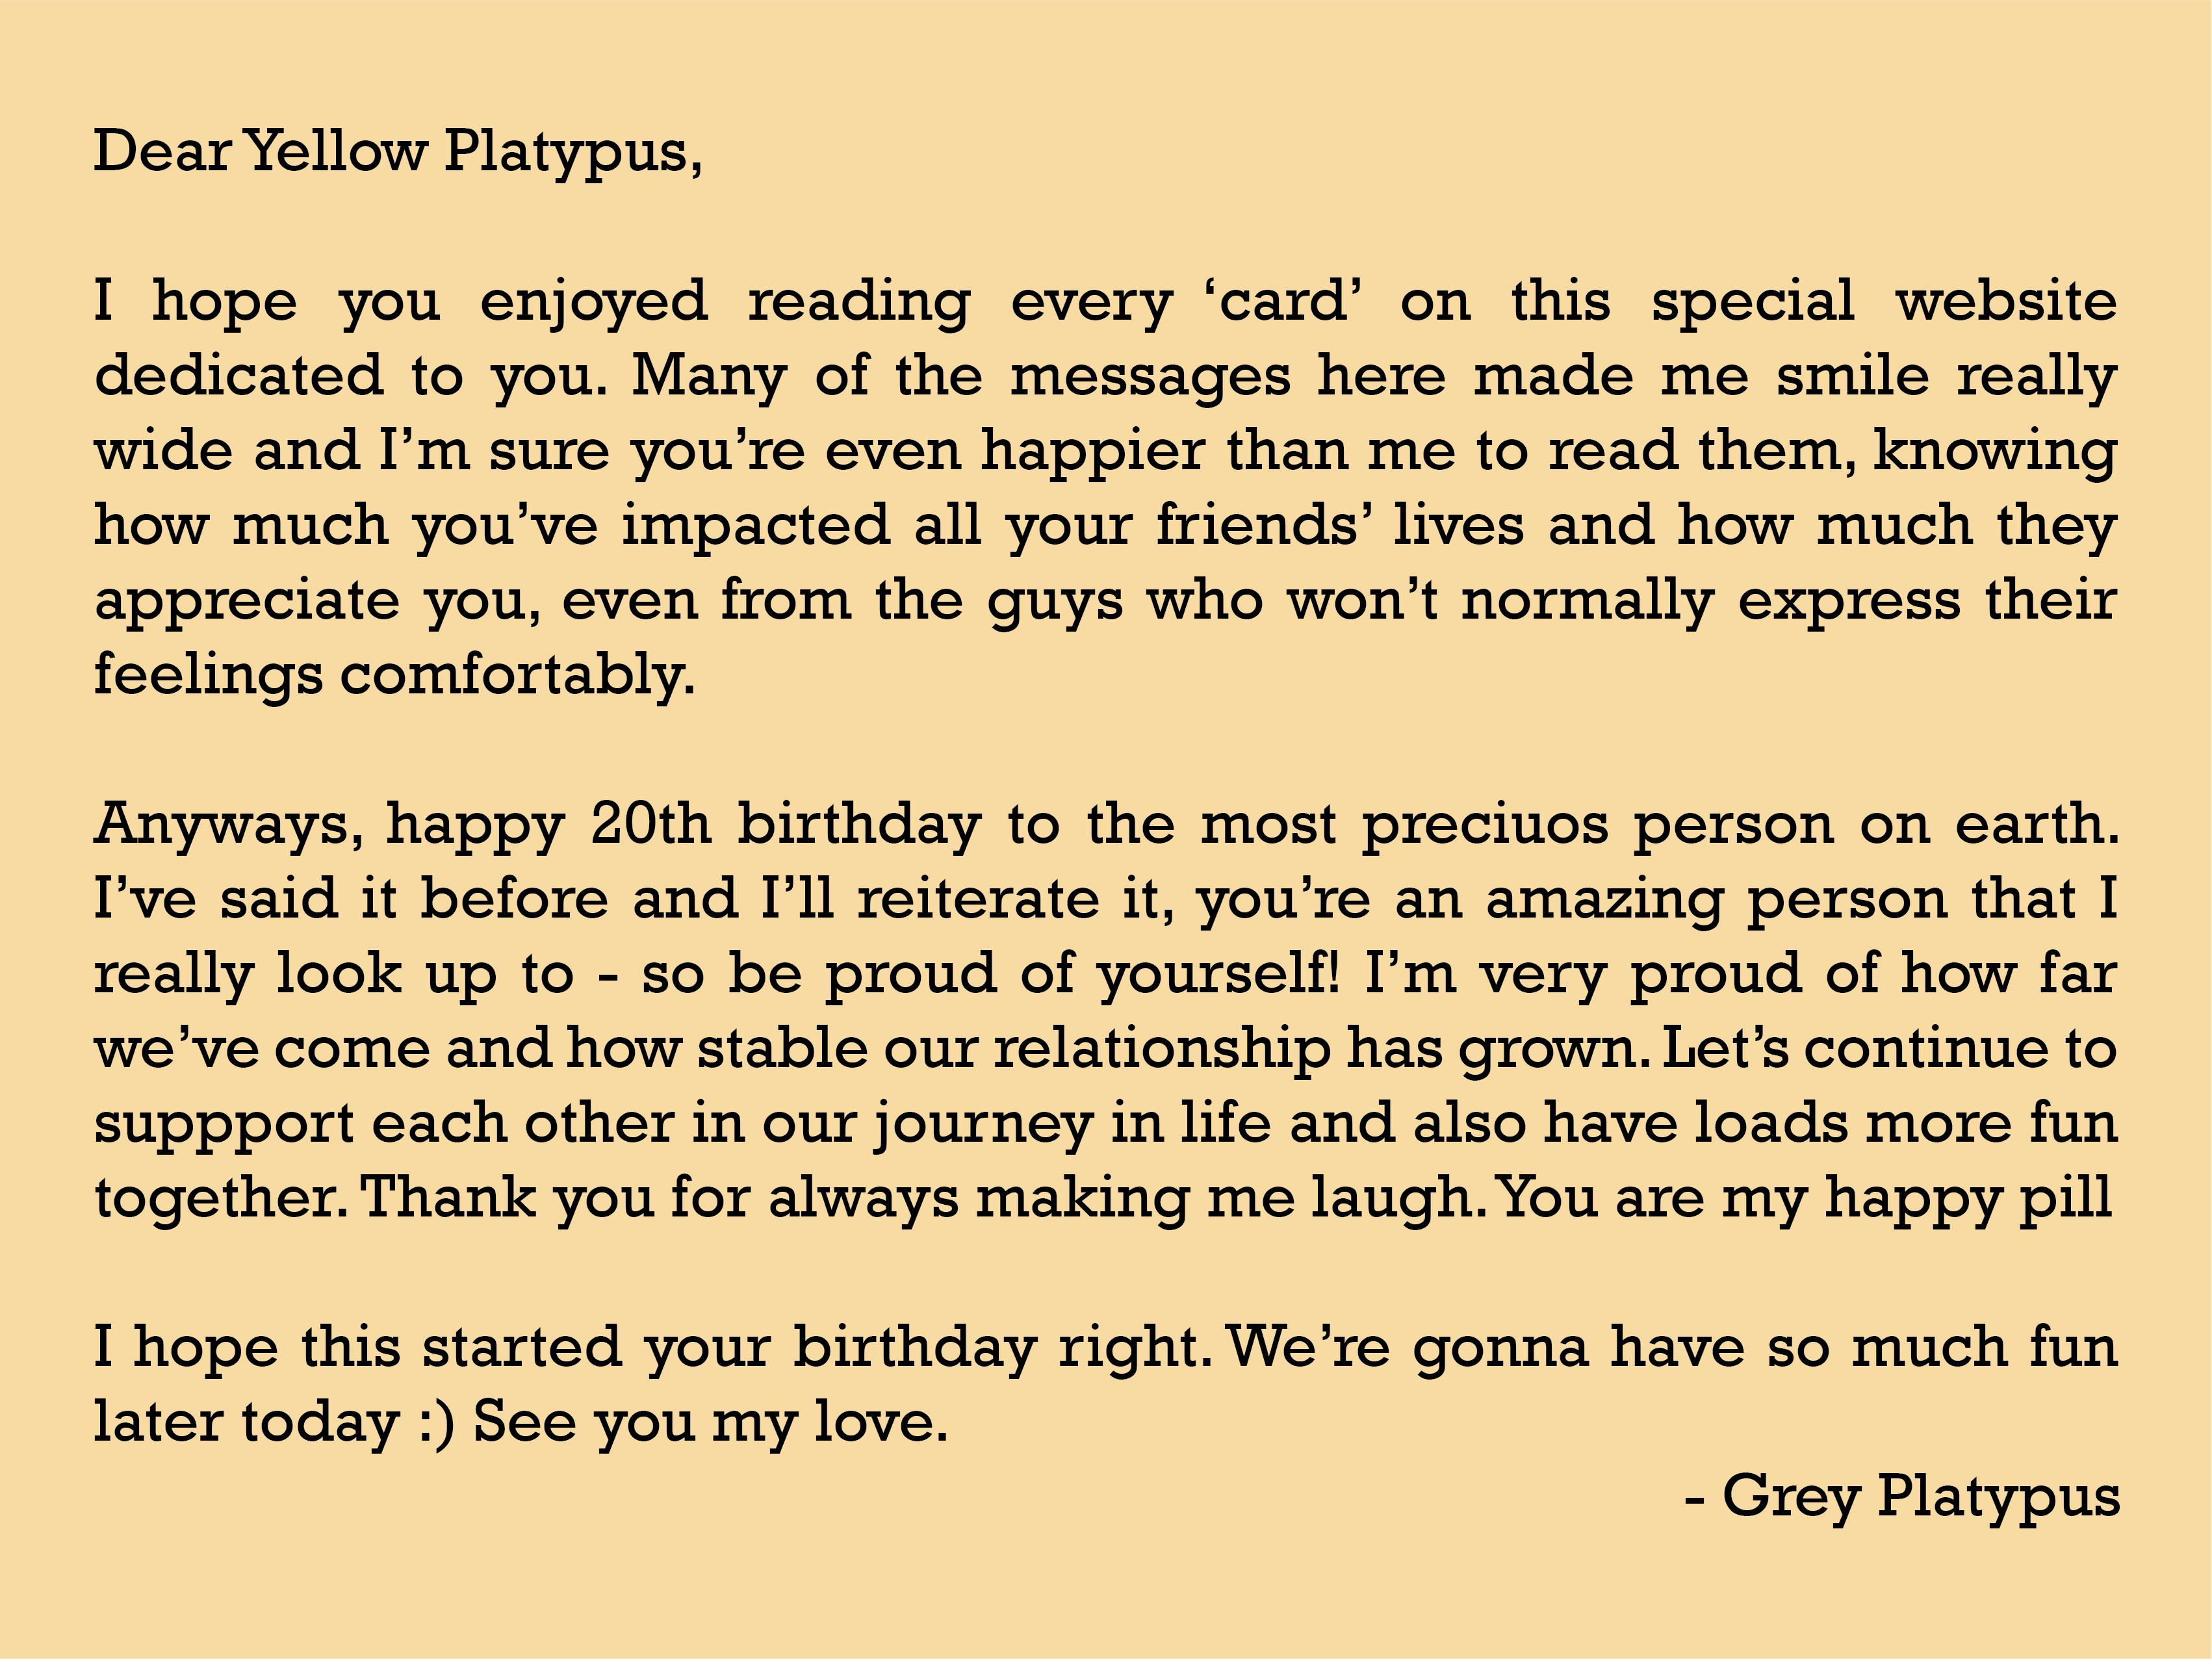 Dear Yellow Platypus,
I hope you enjoyed reading every ‘card’ on this special website
dedicated to you. Many of the messages here made me smile really
wide and I’m sure you’re even happier than me to read them, knowing
how much you’ve impacted all your friends’ lives and how much they
appreciate you, even from the guys who won’t normally express their
feelings comfortably.
Anyways, happy 20th birthday to the most preciuos person on earth.
I’ve said it before and I’ll reiterate it, you’re an amazing person that I
really look up to - so be proud of yourself! I’m very proud of how far
we’ve come and how stable our relationship has grown. Let’s continue to
suppport each other in our journey in life and also have loads more fun
together. Thank you for always making me laugh. You are my happy pill
I hope this started your birthday right. We’re gonna have so much fun
later today :) See you my love.
- Grey Platypus